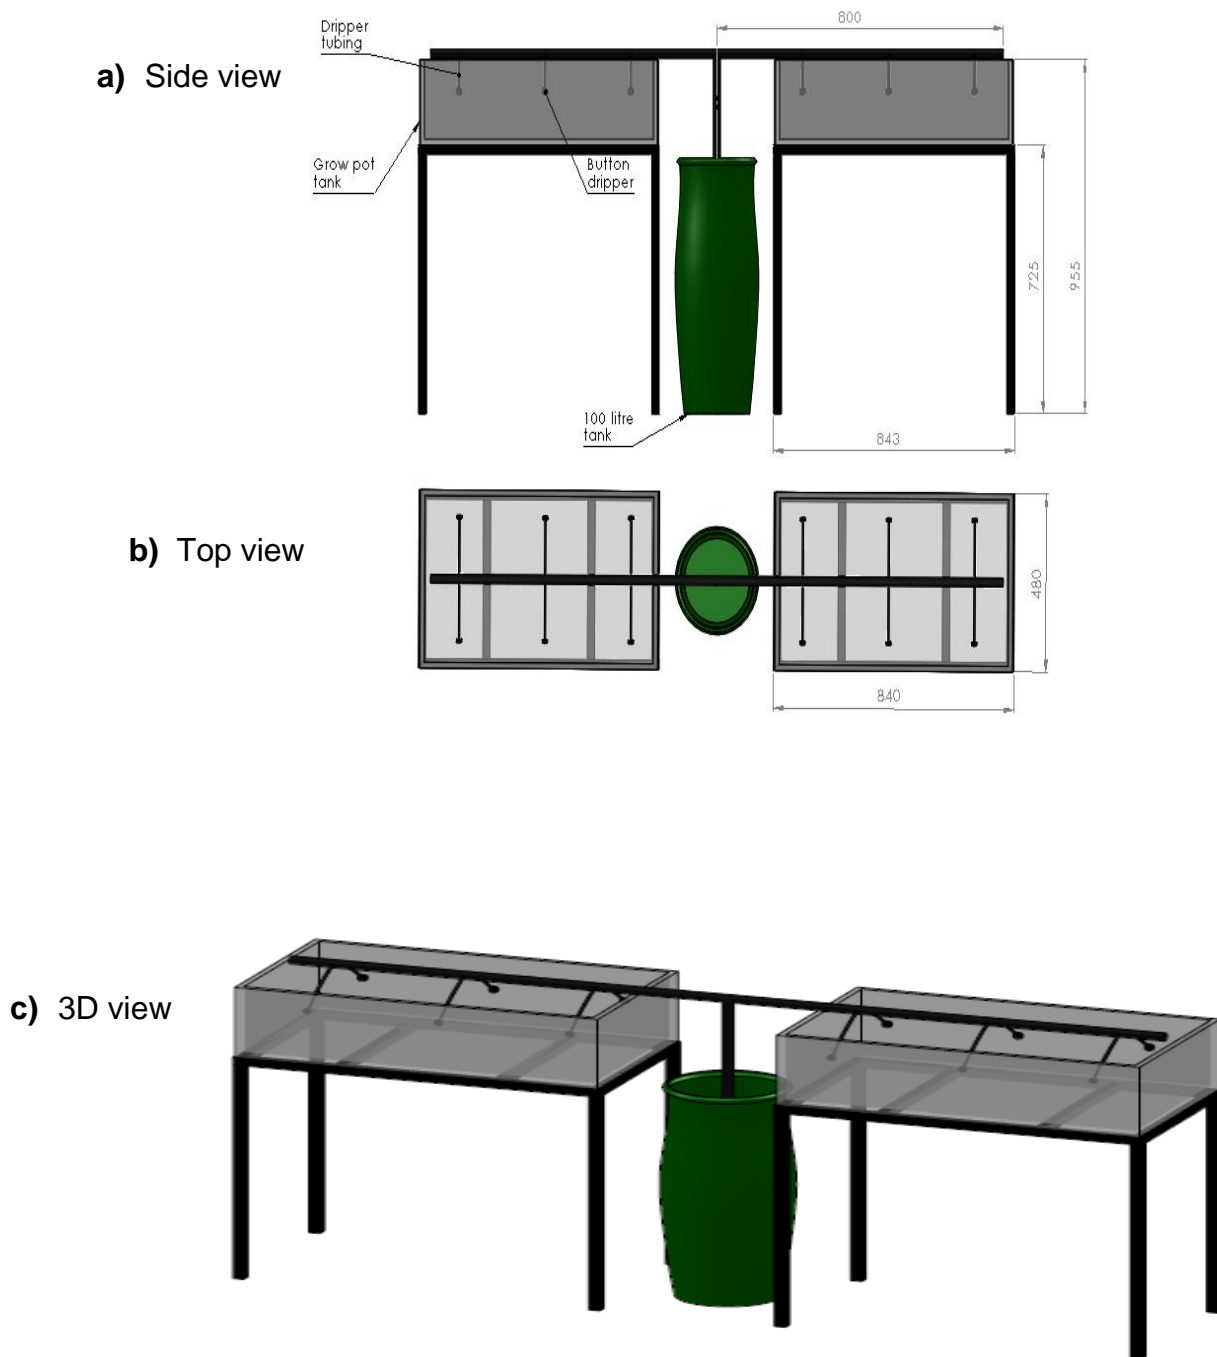 800
Dripper
tubing
a) Side view
Grow pot
tank
Button
dripper
725
955
100 litre
tank
843
b) Top view
480
840
c) 3D view